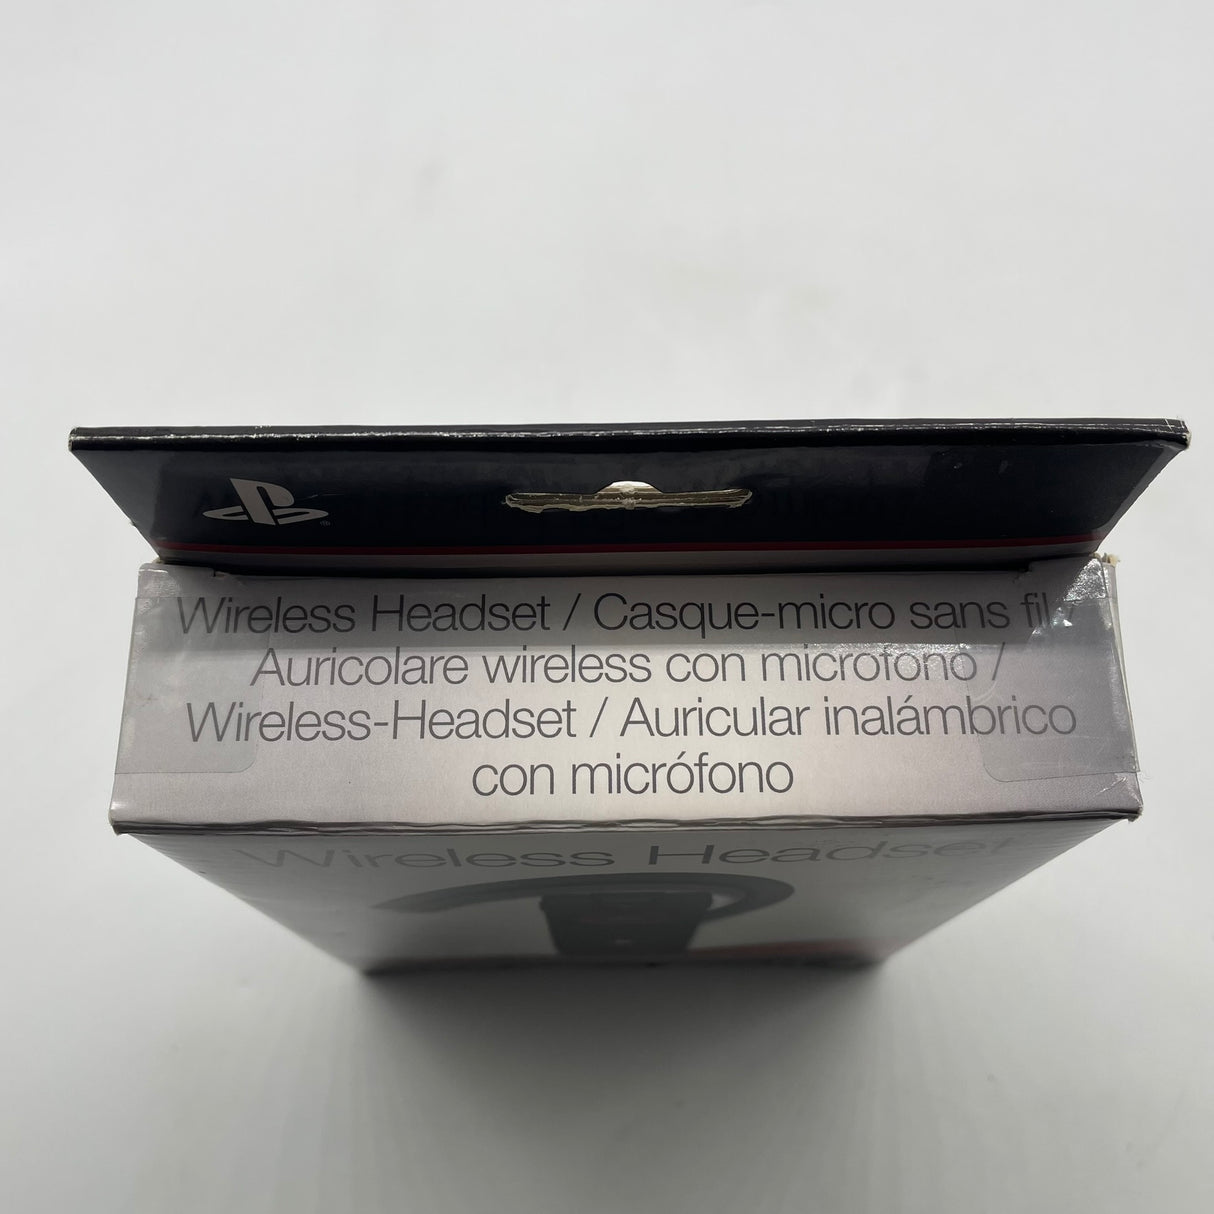 Wireless Headset / Casque-micro sans fil /
Auricolare wireless con microfono /
Wireless-Headset / Auricular inalámbrico
con micrófono
Wireless Headset